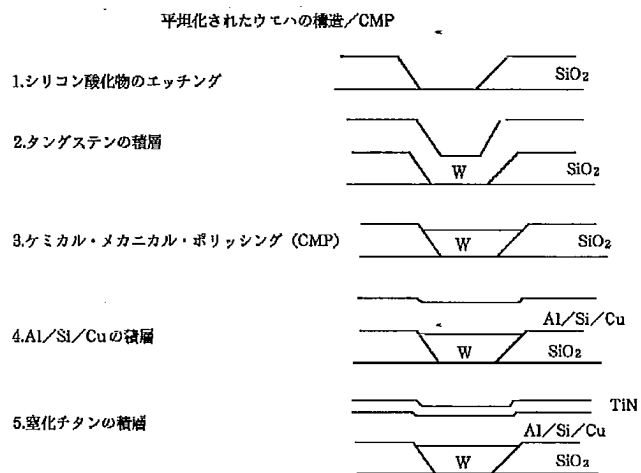 平坦化されたウエハの構造／CMP
1.シリコン酸化物のエッチング
SiO2
2.タングステンの積層
W
SiO2
3.ケミカル・メカニカル・ポリッシング（CMP）
W
SiO2
4.Al／Si／Cuの積層
Al／Si／Cu
W
SiO2
5.窒化チタンの積層
TiN
Al／Si／Cu
W
SiO2